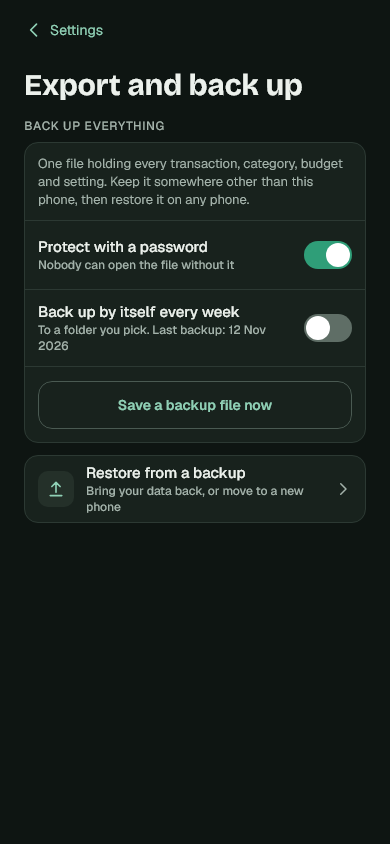 Settings
Export and back up
BACK UP EVERYTHING
One file holding every transaction, category, budget
and setting. Keep it somewhere other than this
phone, then restore it on any phone.
Protect with a password
Nobody can open the file without it
Back up by itself every week
To a folder you pick. Last backup: 12 Nov
2026
Save a backup file now
Restore from a backup
Bring your data back, or move to a new
phone